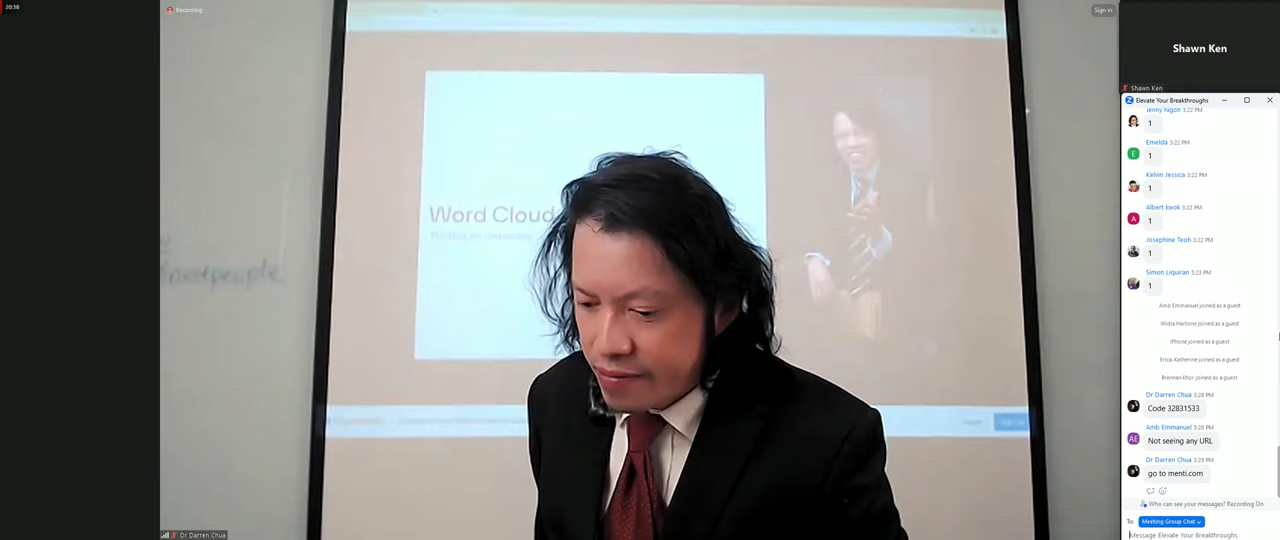 20:38
Recording
Sign in
Word Cloud
Waiting for responses
Dr Darren Chua
Shawn Ken
Shawn Ken
Elevate Your Breakthroughs
Jenny Ngoh 3:22 PM
1
Emelda 3:22 PM
1
Kelvin Jessica 3:22 PM
1
Albert kwok 3:22 PM
1
Josephine Teoh 3:22 PM
1
Simon Liquiran 3:23 PM
1
Amb Emmanuel joined as a guest
Widia Hartono joined as a guest
iPhone joined as a guest
Erica-Katherine joined as a guest
Brennan Khor joined as a guest
Dr Darren Chua 3:28 PM
Code 32831533
Amb Emmanuel 3:28 PM
AE
Not seeing any URL
Dr Darren Chua 3:29 PM
go to menti.com
Who can see your messages? Recording On
To: Meeting Group Chat
Message Elevate Your Breakthroughs